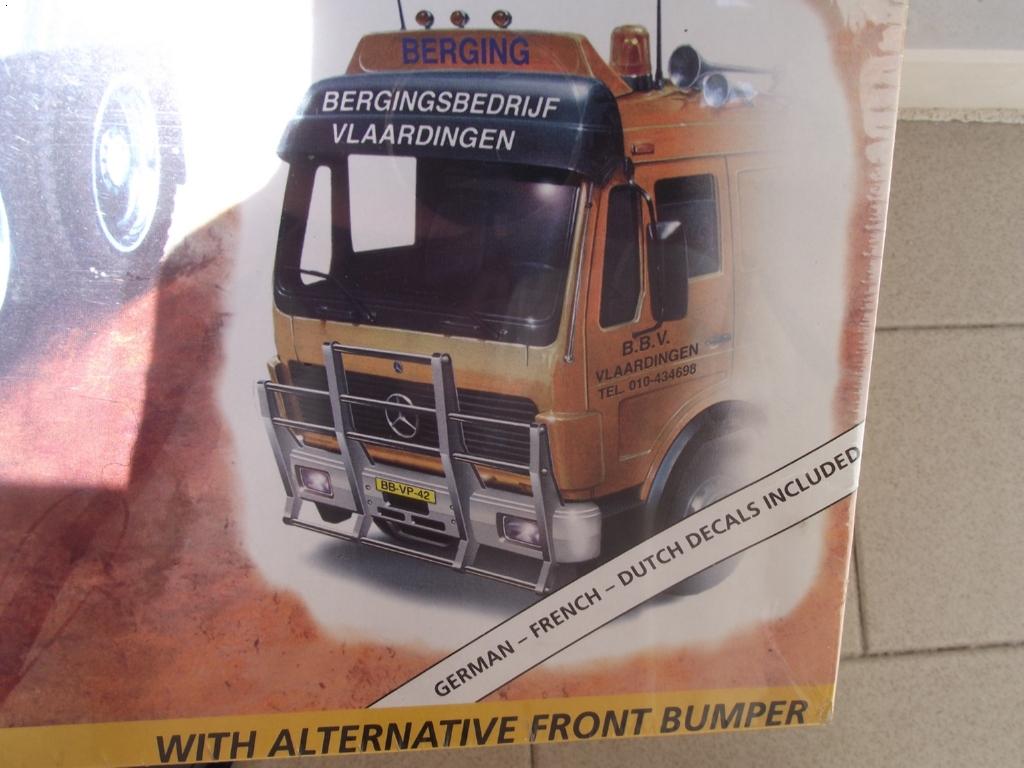 BERGING
BERGINGSBEDRIJF
VLAARDINGEN
B.B.V.
VLAARDINGEN
TEL. 010-434698
BB-VP-42
GERMAN – FRENCH – DUTCH DECALS INCLUDED
WITH ALTERNATIVE FRONT BUMPER